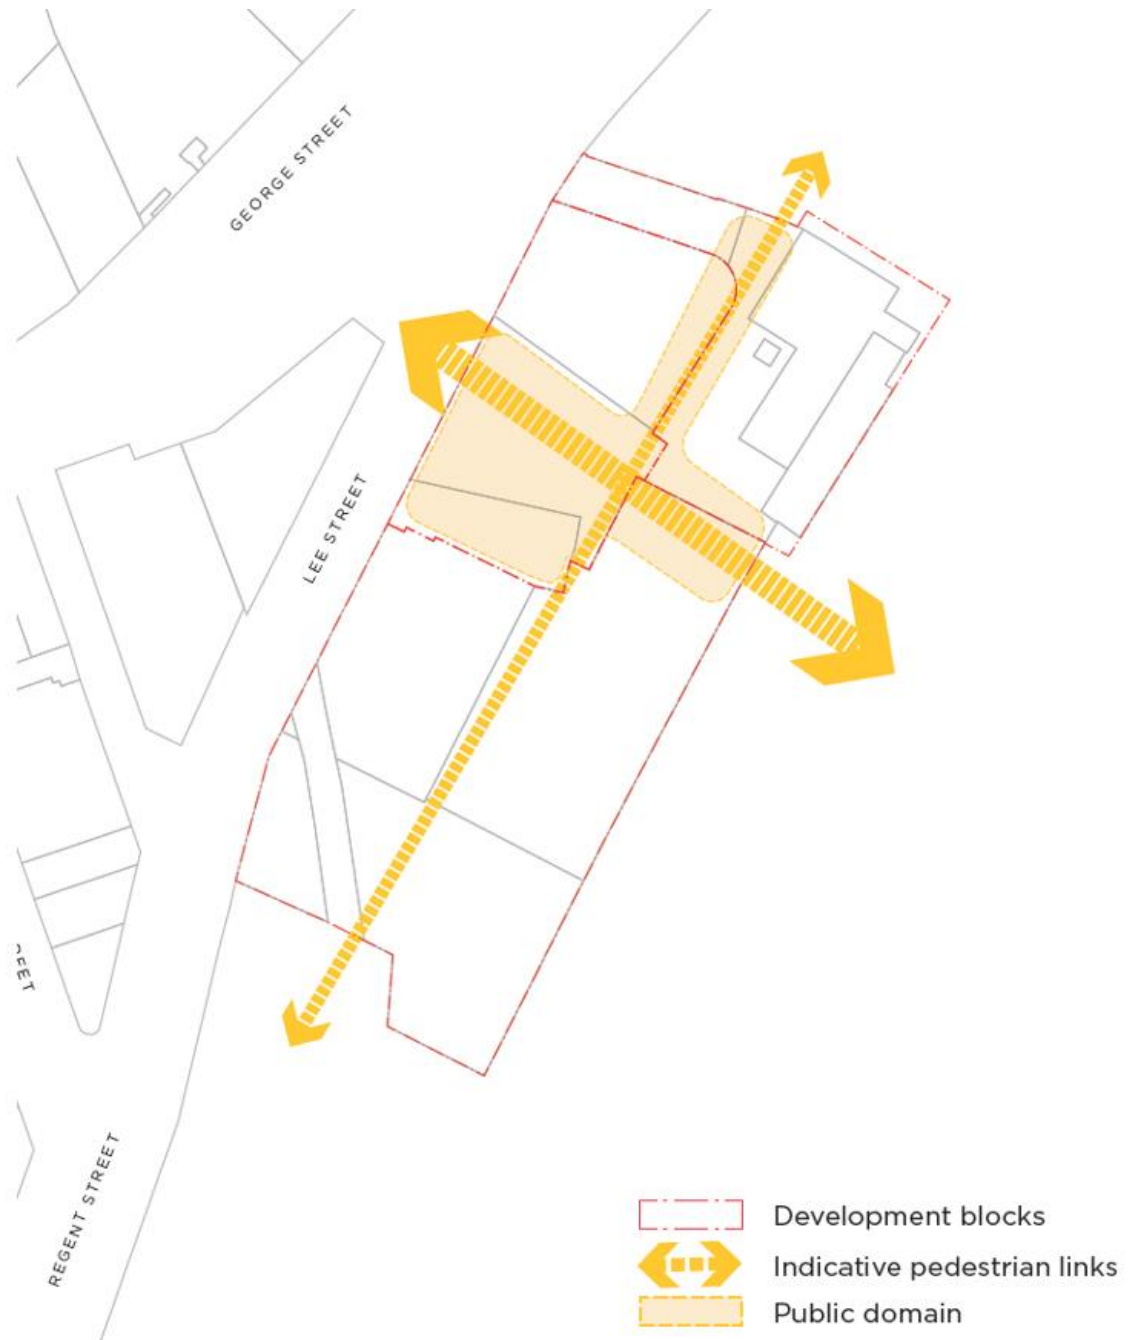 GEORGE STREET
LEE STREET
REGENT STREET
Development blocks
Indicative pedestrian links
Public domain